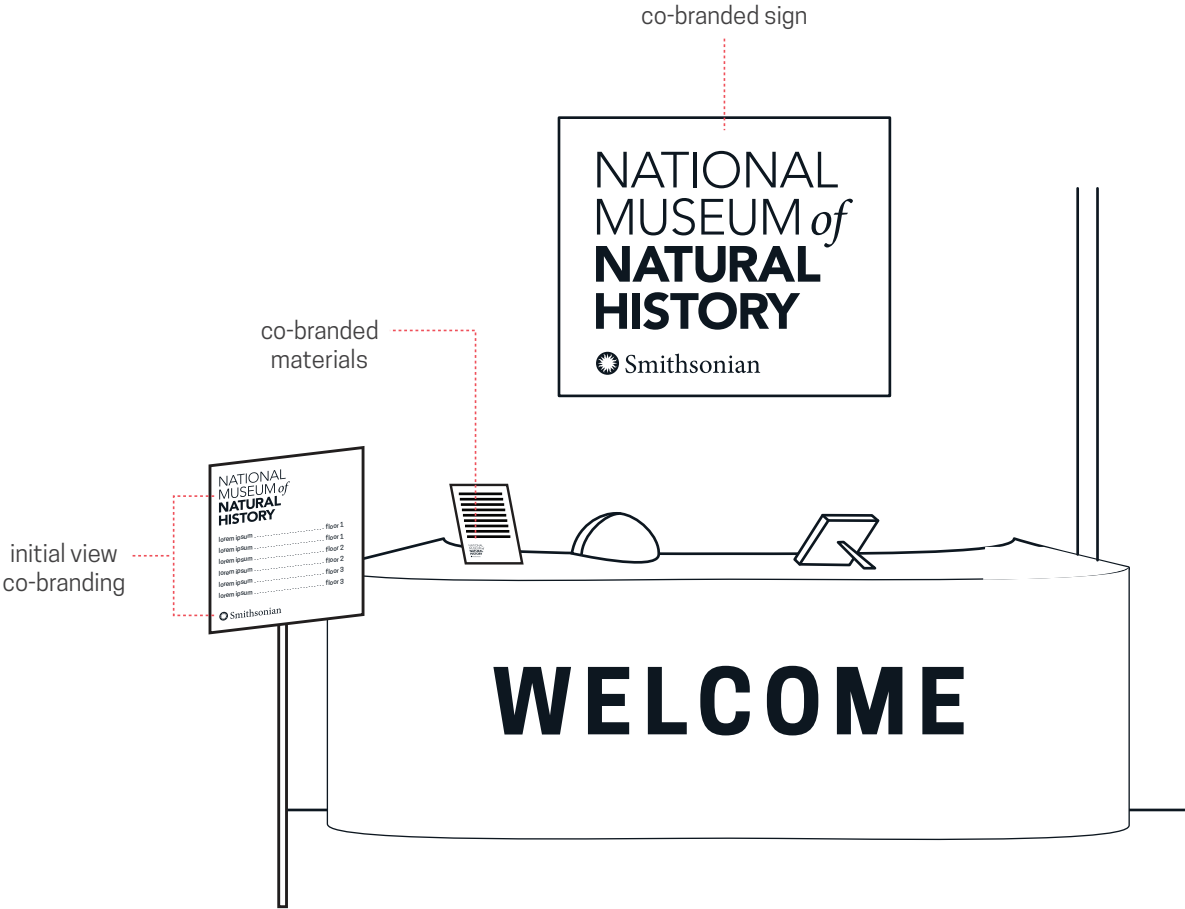 co-branded sign
NATIONAL
MUSEUM of
NATURAL
HISTORY
Smithsonian
co-branded
materials
initial view
co-branding
NATIONAL
MUSEUM of
NATURAL
HISTORY
lorem ipsum floor 1
lorem ipsum floor 1
lorem ipsum floor 2
lorem ipsum floor 2
lorem ipsum floor 3
lorem ipsum floor 3
Smithsonian
WELCOME